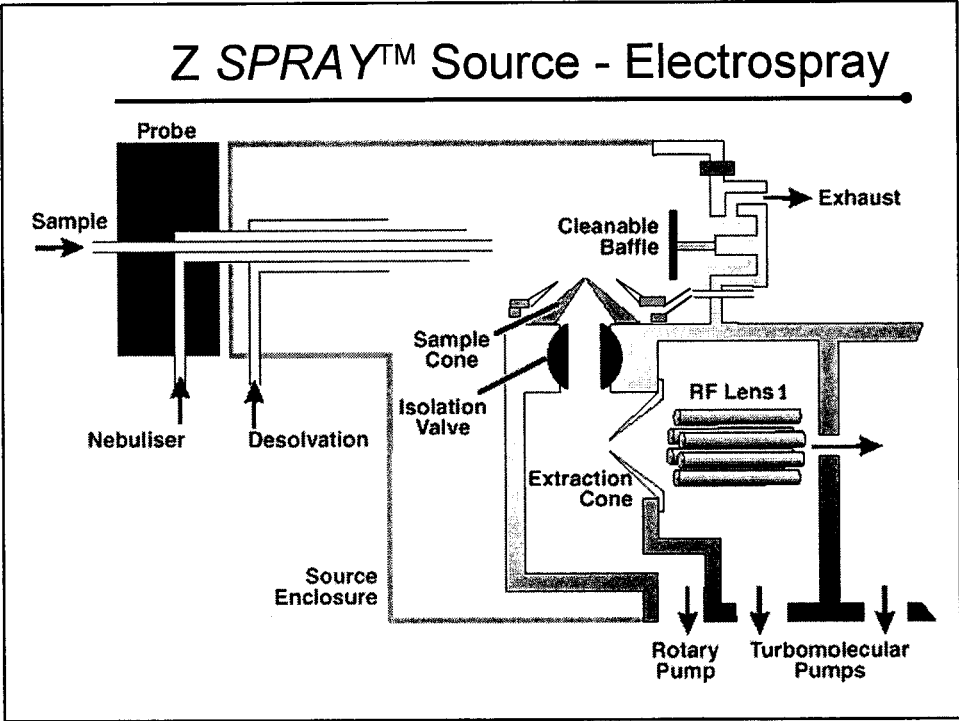 Z SPRAY™ Source - Electrospray
Probe
Sample
Exhaust
Cleanable
Baffle
Sample
Cone
Isolation
Valve
RF Lens 1
Nebuliser
Desolvation
Extraction
Cone
Source
Enclosure
Rotary
Pump
Turbomolecular
Pumps